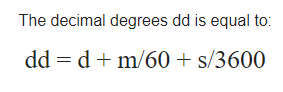 The decimal degrees dd is equal to:
dd = d + m/60 + s/3600